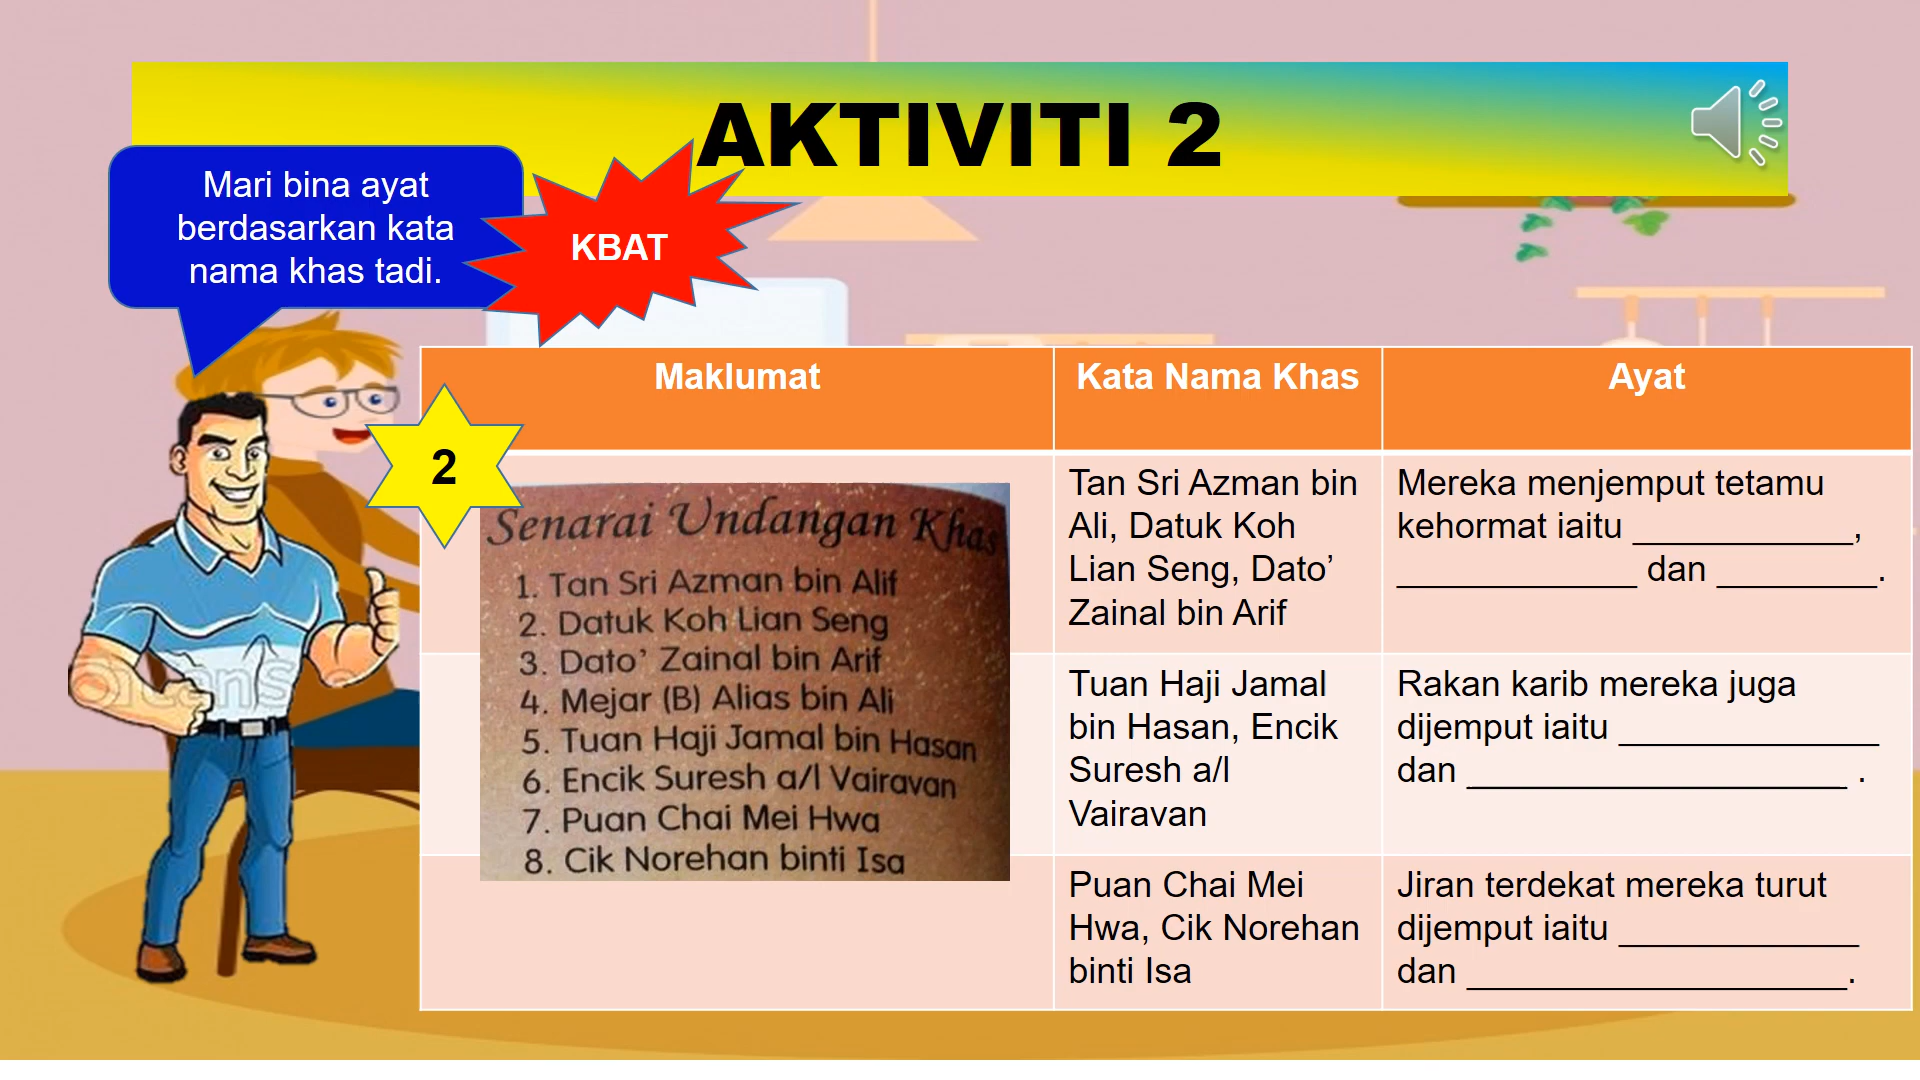 AKTIVITI 2
Mari bina ayat
berdasarkan kata
nama khas tadi.
KBAT
Maklumat
Kata Nama Khas
Ayat
2
Senarai Undangan Khas
1. Tan Sri Azman bin Alif
2. Datuk Koh Lian Seng
3. Dato' Zainal bin Arif
4. Mejar (B) Alias bin Ali
5. Tuan Haji Jamal bin Hasan
6. Encik Suresh a/l Vairavan
7. Puan Chai Mei Hwa
8. Cik Norehan binti Isa
Tan Sri Azman bin
Ali, Datuk Koh
Lian Seng, Dato’
Zainal bin Arif
Mereka menjemput tetamu
kehormat iaitu ___________,
____________ dan ________.
Tuan Haji Jamal
bin Hasan, Encik
Suresh a/l
Vairavan
Rakan karib mereka juga
dijemput iaitu _____________
dan ___________________ .
Puan Chai Mei
Hwa, Cik Norehan
binti Isa
Jiran terdekat mereka turut
dijemput iaitu ____________
dan ___________________.